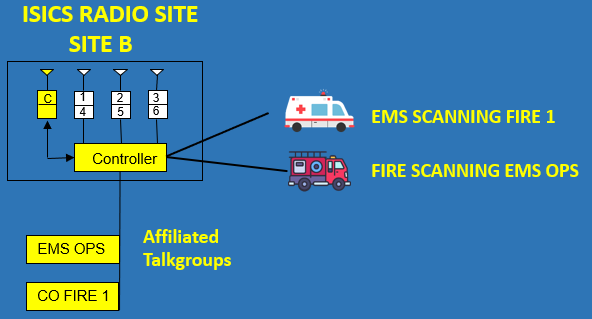 ISICS RADIO SITE
SITE B
C
1
4
2
5
3
6
Controller
EMS SCANNING FIRE 1
FIRE SCANNING EMS OPS
Affiliated
Talkgroups
EMS OPS
CO FIRE 1